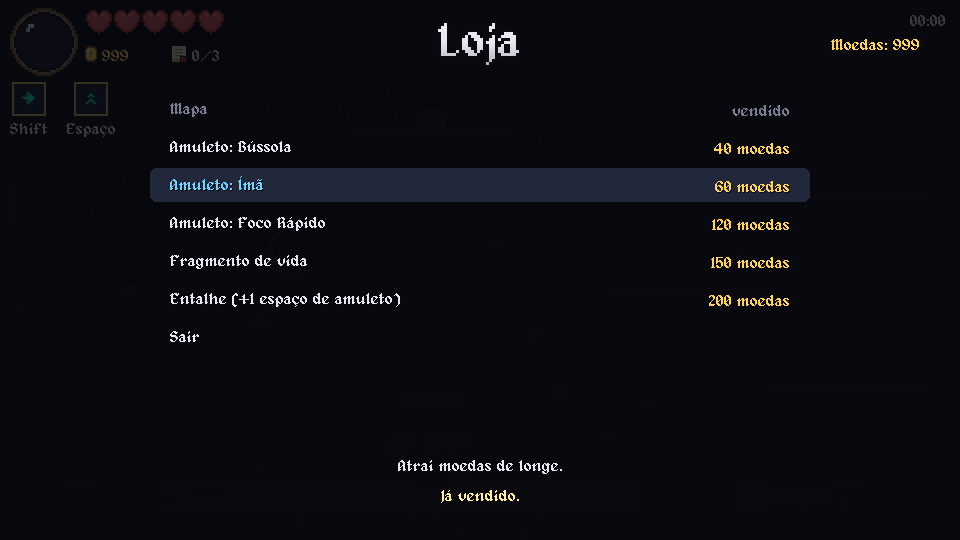 Loja
00:00
Moedas: 999
999
0/3
Shift
Espaço
Mapa
vendido
Amuleto: Bússola
40 moedas
Amuleto: Ímã
60 moedas
Amuleto: Foco Rápido
120 moedas
Fragmento de vida
150 moedas
Entalhe (+1 espaço de amuleto)
200 moedas
Sair
Atrai moedas de longe.
Já vendido.